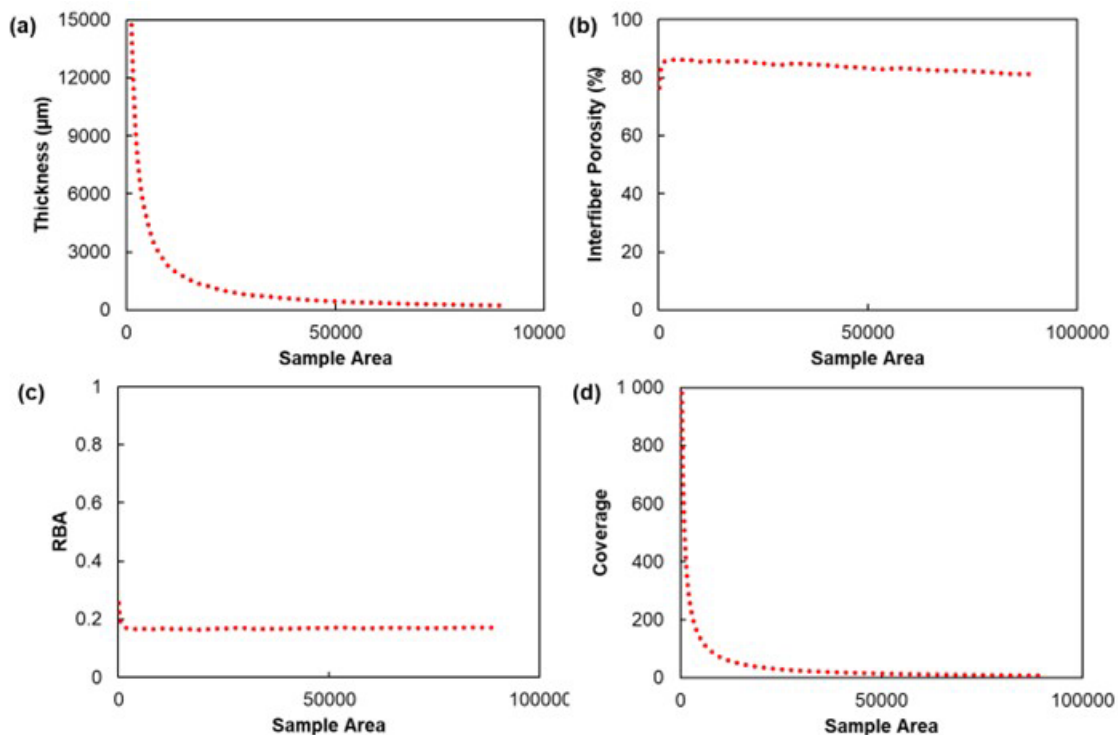 (a)
15000
12000
9000
6000
3000
0
Thickness (µm)
0 50000 10000
Sample Area
(b)
100
80
60
40
20
0
Interfiber Porosity (%)
0 50000 100000
Sample Area
(c)
1
0.8
0.6
0.4
0.2
0
RBA
0 50000 100000
Sample Area
(d)
1 000
800
600
400
200
0
Coverage
0 50000 100000
Sample Area